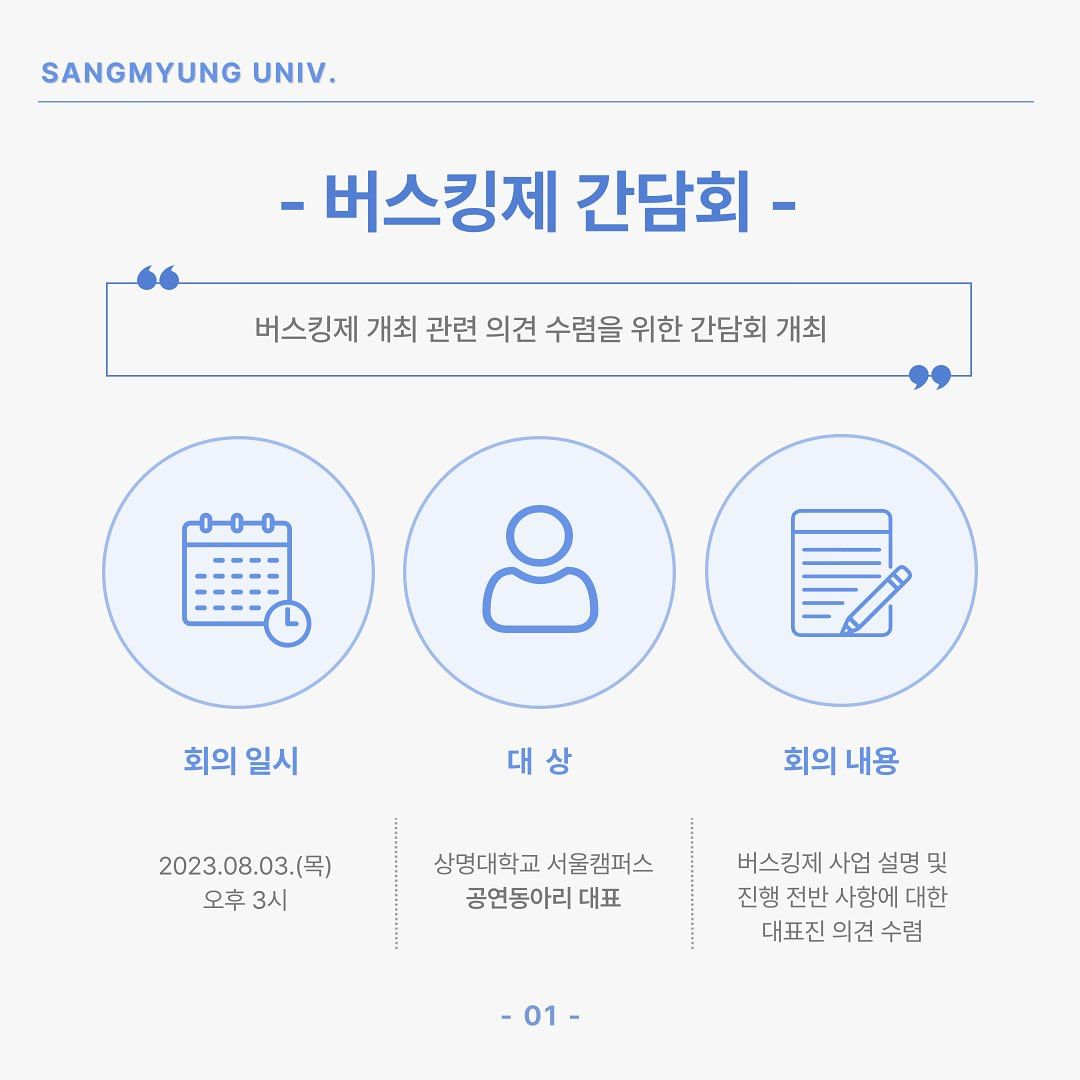 SANGMYUNG UNIV.
- 버스킹제 간담회 -
❝
버스킹제 개최 관련 의견 수렴을 위한 간담회 개최
❞
회의 일시
대 상
회의 내용
2023.08.03.(목)
오후 3시
상명대학교 서울캠퍼스
공연동아리 대표
버스킹제 사업 설명 및
진행 전반 사항에 대한
대표진 의견 수렴
- 01 -